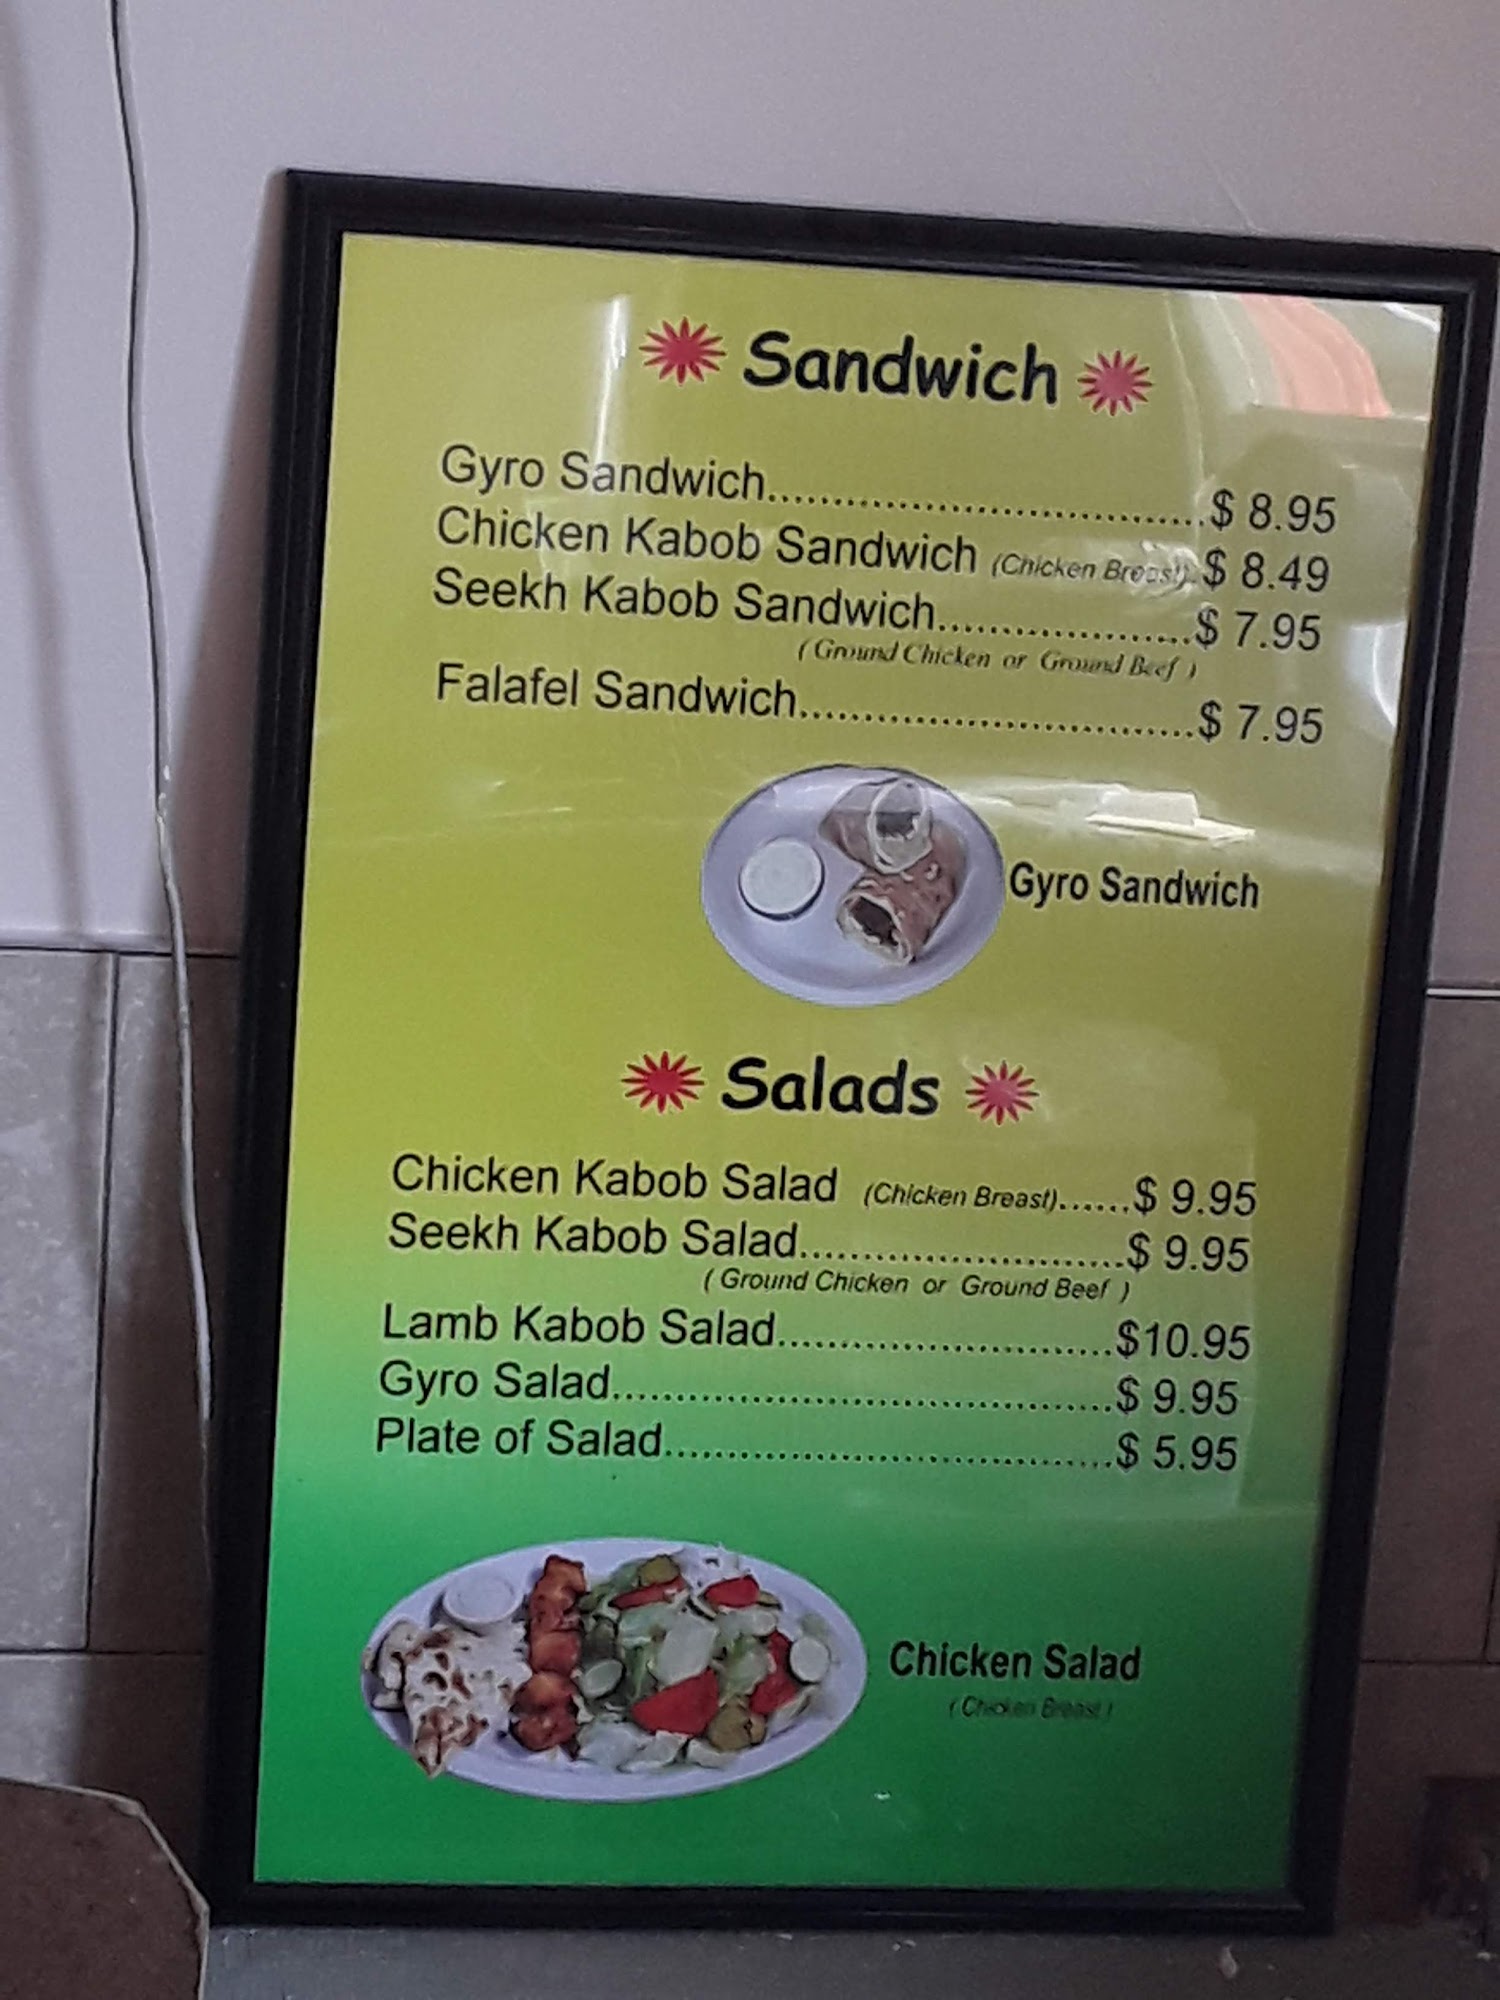 Sandwich
Gyro Sandwich..................................$ 8.95
Chicken Kabob Sandwich (Chicken Breast).$ 8.49
Seekh Kabob Sandwich....................$ 7.95
( Ground Chicken or Ground Beef )
Falafel Sandwich...............................$ 7.95
Gyro Sandwich
Salads
Chicken Kabob Salad (Chicken Breast)......$ 9.95
Seekh Kabob Salad..........................$ 9.95
( Ground Chicken or Ground Beef )
Lamb Kabob Salad...........................$10.95
Gyro Salad.......................................$ 9.95
Plate of Salad...................................$ 5.95
Chicken Salad
( Chicken Breast )